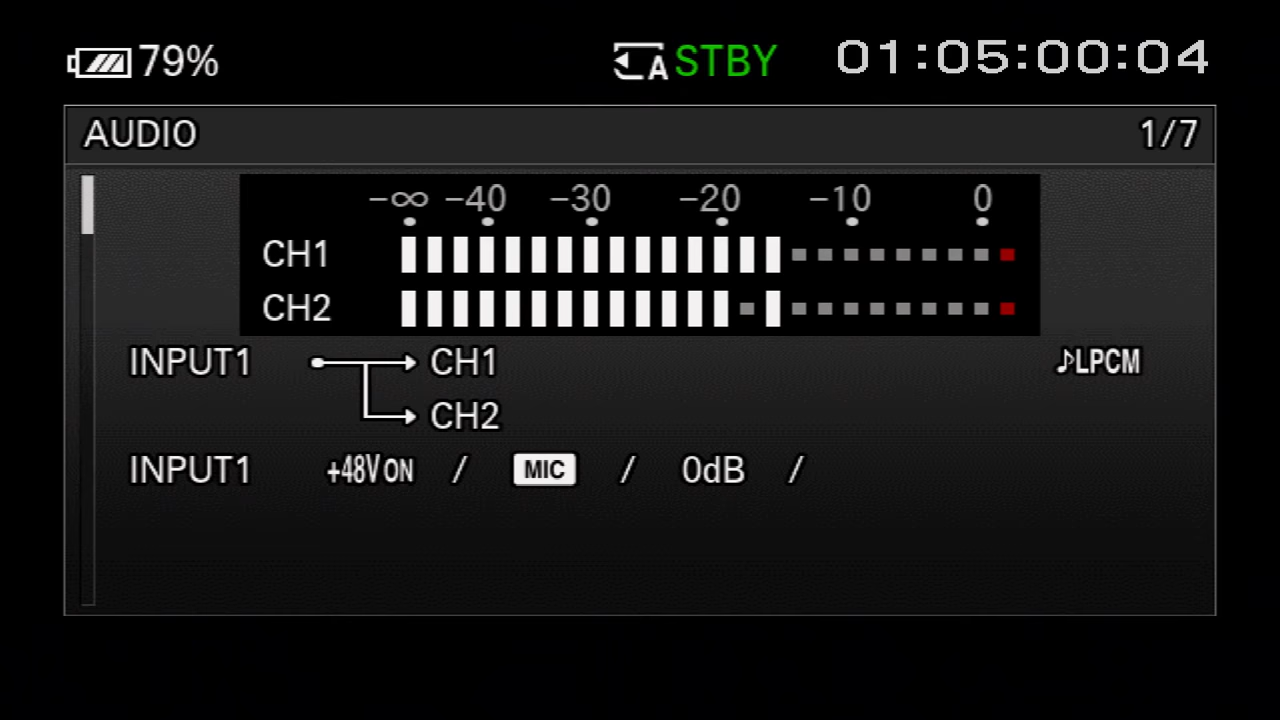 79% A STBY 01:05:00:04
AUDIO 1/7
−∞ −40 −30 −20 −10 0
CH1
CH2
INPUT1 CH1 ♪LPCM
CH2
INPUT1 +48V ON / MIC / 0dB /